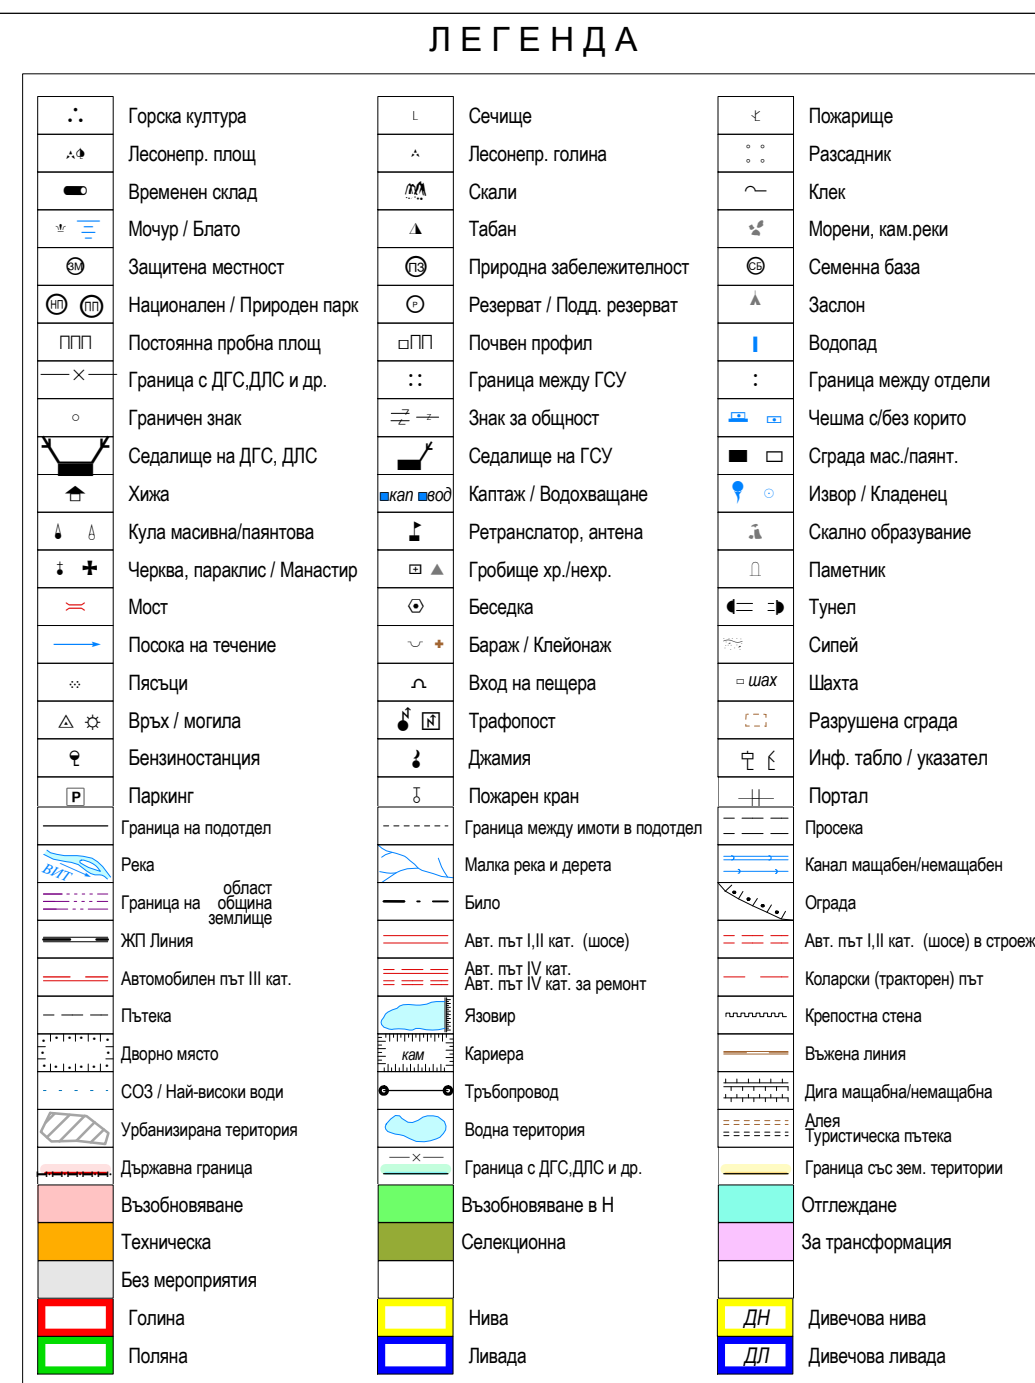 ЛЕГЕНДА
Горска култура Сечище Пожарище
Лесонепр. площ Лесонепр. голина Разсадник
Временен склад Скали Клек
Мочур / Блато Табан Морени, кам.реки
ЗМ Защитена местност ПЗ Природна забележителност СБ Семенна база
НП ПП Национален / Природен парк Р Резерват / Подд. резерват Заслон
Постоянна пробна площ Почвен профил Водопад
Граница с ДГС,ДЛС и др. Граница между ГСУ Граница между отдели
Граничен знак Знак за общност Чешма с/без корито
Седалище на ДГС, ДЛС Седалище на ГСУ Сграда мас./паянт.
Хижа кап вод Каптаж / Водохващане Извор / Кладенец
Кула масивна/паянтова Ретранслатор, антена Скално образувание
Черква, параклис / Манастир Гробище хр./нехр. Паметник
Мост Беседка Тунел
Посока на течение Бараж / Клейонаж Сипей
Пясъци Вход на пещера шах Шахта
Връх / могила Трафопост Разрушена сграда
Бензиностанция Джамия Инф. табло / указател
P Паркинг Пожарен кран Портал
Граница на подотдел Граница между имоти в подотдел Просека
ВИТ Река Малка река и дерета Канал мащабен/немащабен
Граница на област община землище Било Ограда
ЖП Линия Авт. път I,II кат. (шосе) Авт. път I,II кат. (шосе) в строеж
Автомобилен път III кат. Авт. път IV кат. Авт. път IV кат. за ремонт Коларски (тракторен) път
Пътека Язовир Крепостна стена
Дворно място кам Кариера Въжена линия
СОЗ / Най-високи води Тръбопровод Дига мащабна/немащабна
Урбанизирана територия Водна територия Алея Туристическа пътека
Държавна граница Граница с ДГС,ДЛС и др. Граница със зем. територии
Възобновяване Възобновяване в Н Отглеждане
Техническа Селекционна За трансформация
Без мероприятия
Голина Нива ДН Дивечова нива
Поляна Ливада ДЛ Дивечова ливада